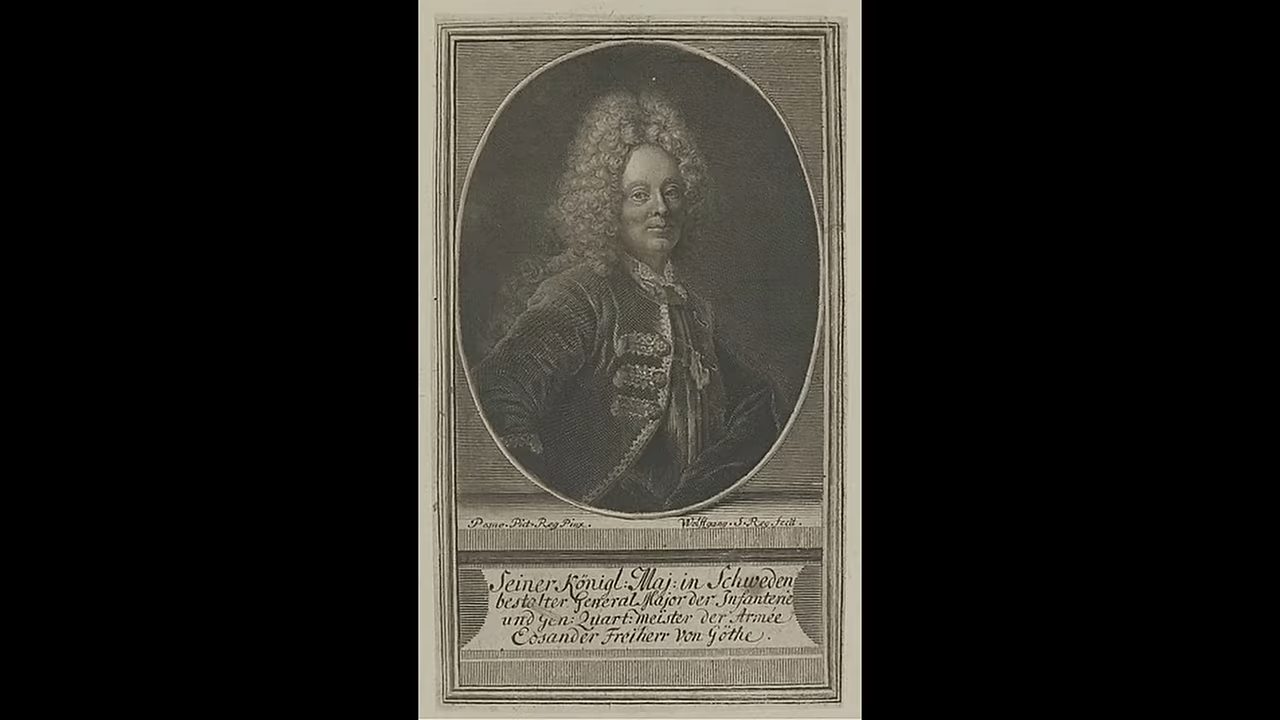 Pesne. Pict. Reg Pinx. Wolffgang. S. Reg. fecit.
Seiner Königl: Maj: in Schweden
bestalter General Major der Infanterie
und Gen: Quart: meister der Armee
Eosander Freiherr Von Göthe.